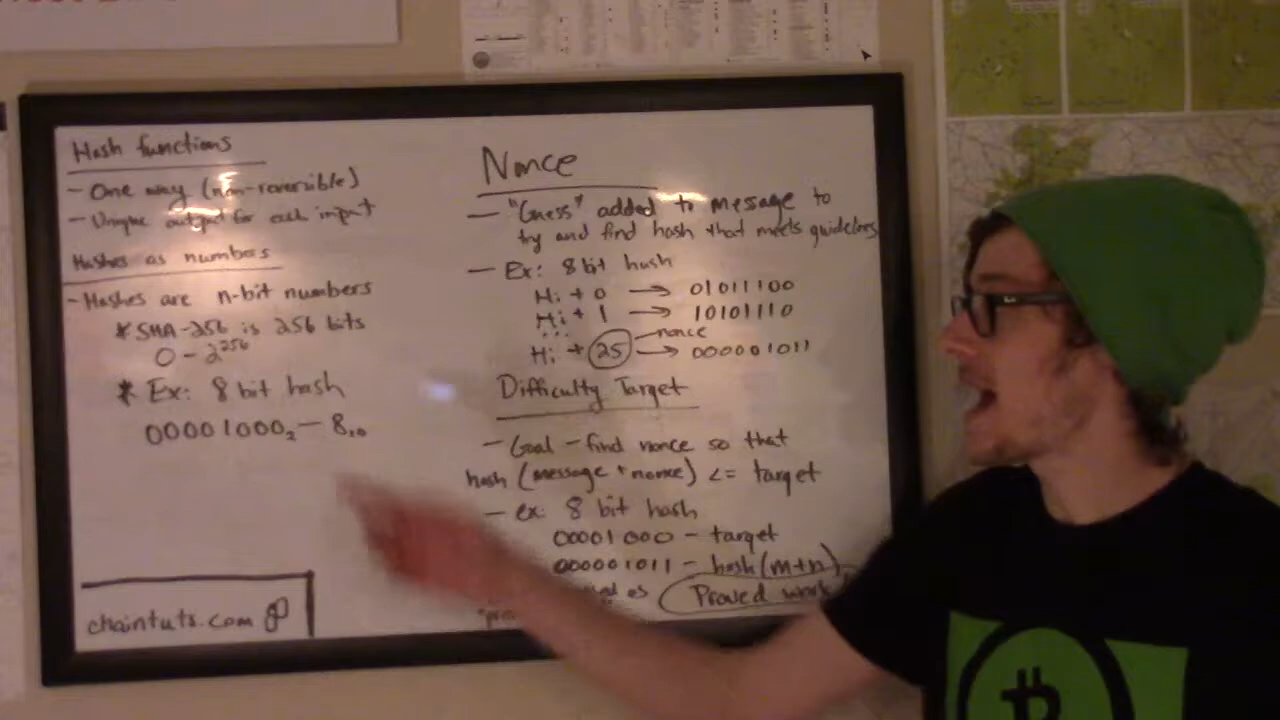 Hash functions
- One way (non-reversible)
- Unique output for each input
Hashes as numbers
- Hashes are n-bit numbers
* SHA-256 is 256 bits
0 - 2²⁵⁶
* Ex: 8 bit hash
00001000₂ - 8₁₀
chaintuts.com
Nonce
- "Guess" added to message to
try and find hash that meets guidelines
- Ex: 8 bit hash
Hi + 0 → 01011100
Hi + 1 → 10101110
...
nonce
Hi + 25 → 000001011
Difficulty Target
- Goal - find nonce so that
hash (message + nonce) <= target
- ex: 8 bit hash
00001000 - target
000001011 - hash(m+n)
as Proved work